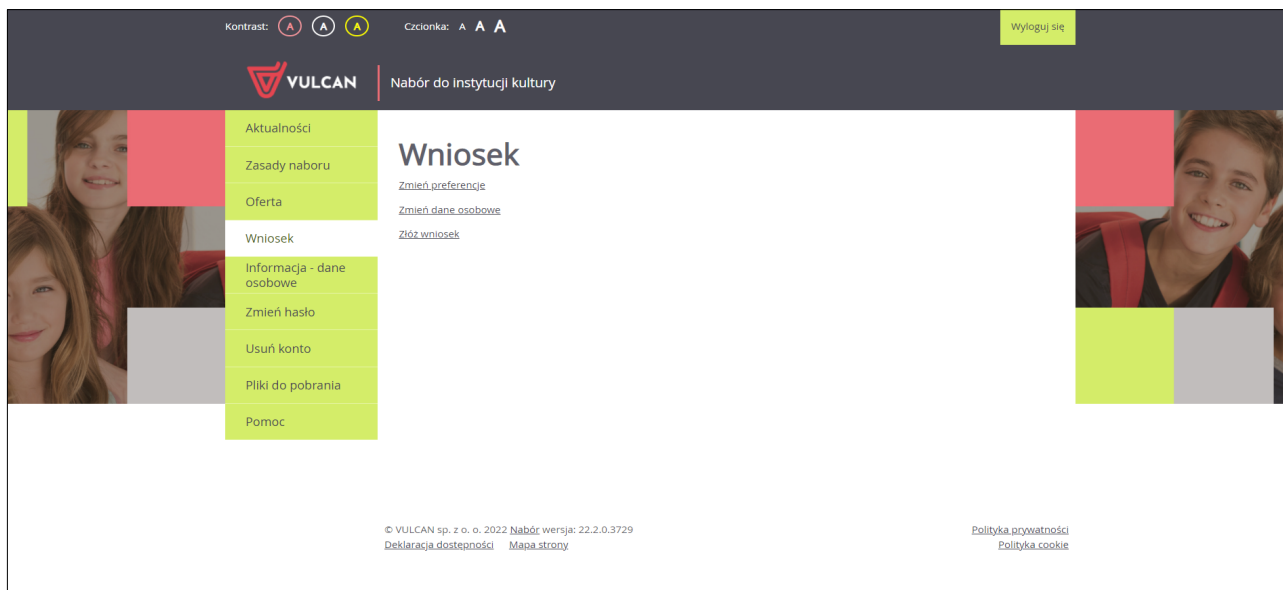 Kontrast: A A A Czcionka: A A A Wyloguj się
VULCAN Nabór do instytucji kultury
Aktualności
Zasady naboru
Oferta
Wniosek
Informacja - dane
osobowe
Zmień hasło
Usuń konto
Pliki do pobrania
Pomoc
Wniosek
Zmień preferencje
Zmień dane osobowe
Złóż wniosek
© VULCAN sp. z o. o. 2022 Nabór wersja: 22.2.0.3729
Deklaracja dostępności Mapa strony
Polityka prywatności
Polityka cookie